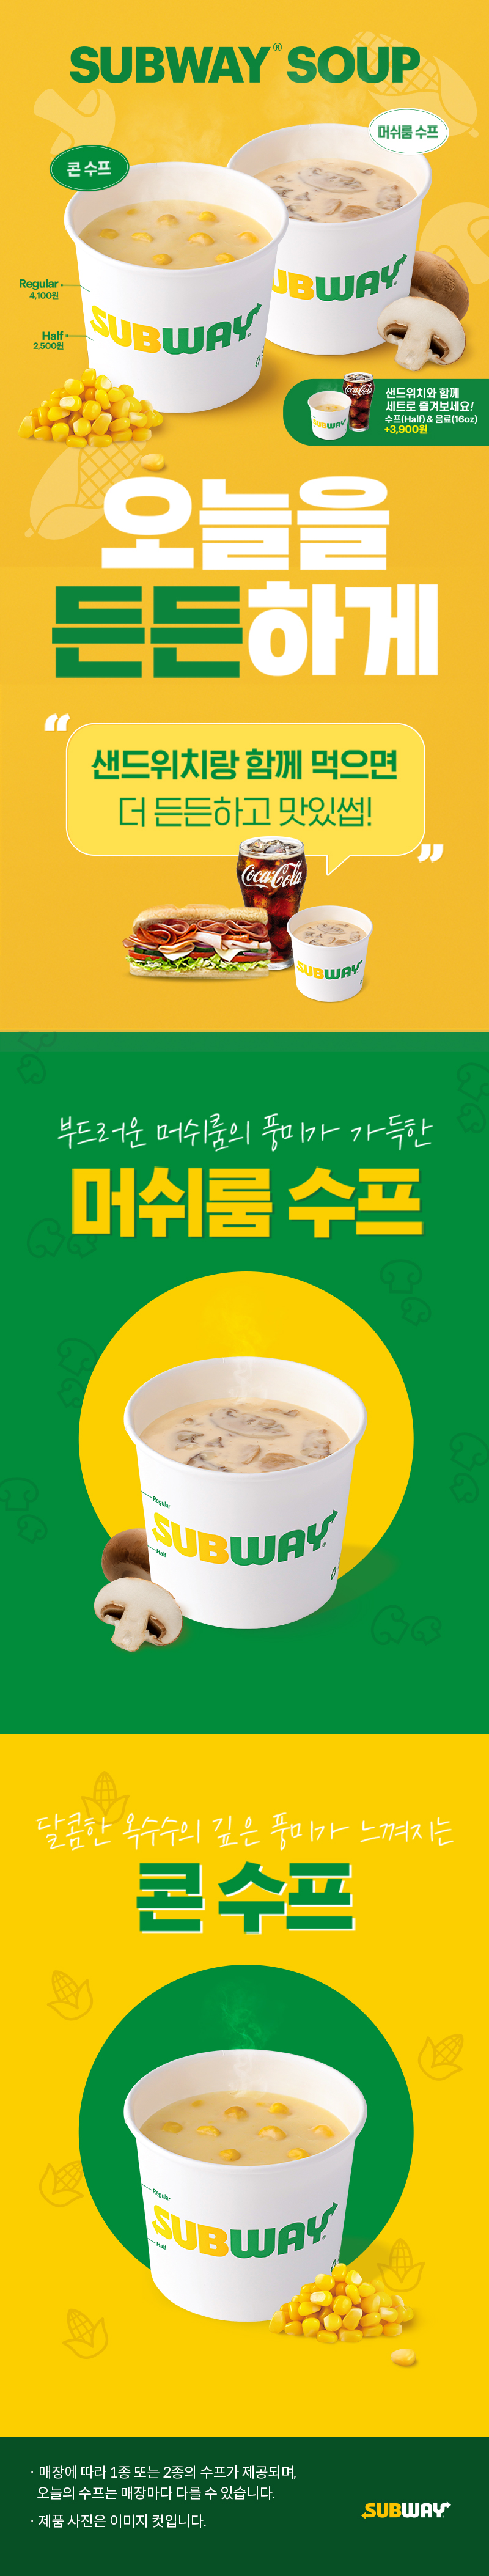 SUBWAY® SOUP
머쉬룸 수프
콘 수프
SUBWAY
SUBWAY
Regular
4,100원
Half
2,500원
Coca-Cola
SUBWAY
샌드위치와 함께
세트로 즐겨보세요!
수프(Half) & 음료(16oz)
+3,900원
오늘을
든든하게
“
샌드위치랑 함께 먹으면
더 든든하고 맛있썹!
”
Coca-Cola
SUBWAY
부드러운 머쉬룸의 풍미가 가득한
머쉬룸 수프
Regular
SUBWAY
Half
달콤한 옥수수의 깊은 풍미가 느껴지는
콘 수프
Regular
SUBWAY
Half
· 매장에 따라 1종 또는 2종의 수프가 제공되며,
오늘의 수프는 매장마다 다를 수 있습니다.
· 제품 사진은 이미지 컷입니다.
SUBWAY